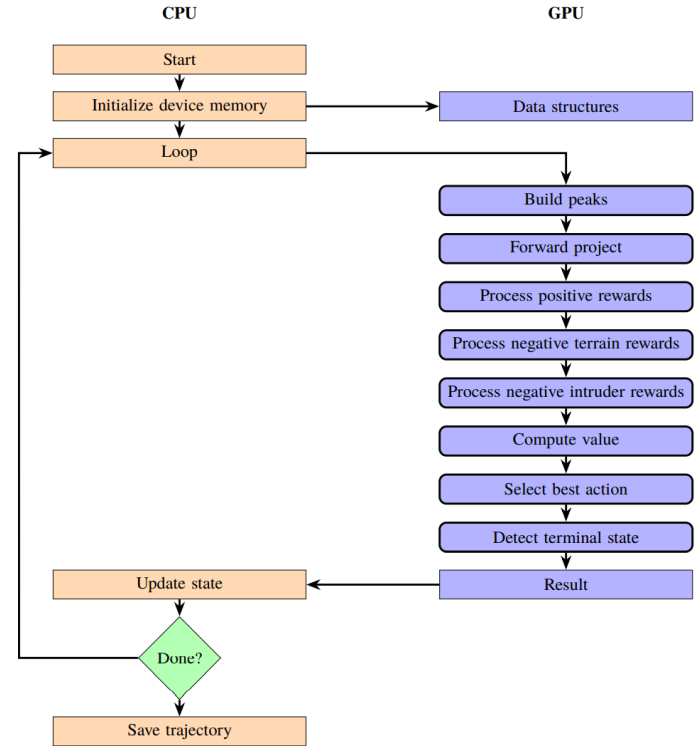 CPU
GPU
Start
Initialize device memory
Data structures
Loop
Build peaks
Forward project
Process positive rewards
Process negative terrain rewards
Process negative intruder rewards
Compute value
Select best action
Detect terminal state
Update state
Result
Done?
Save trajectory